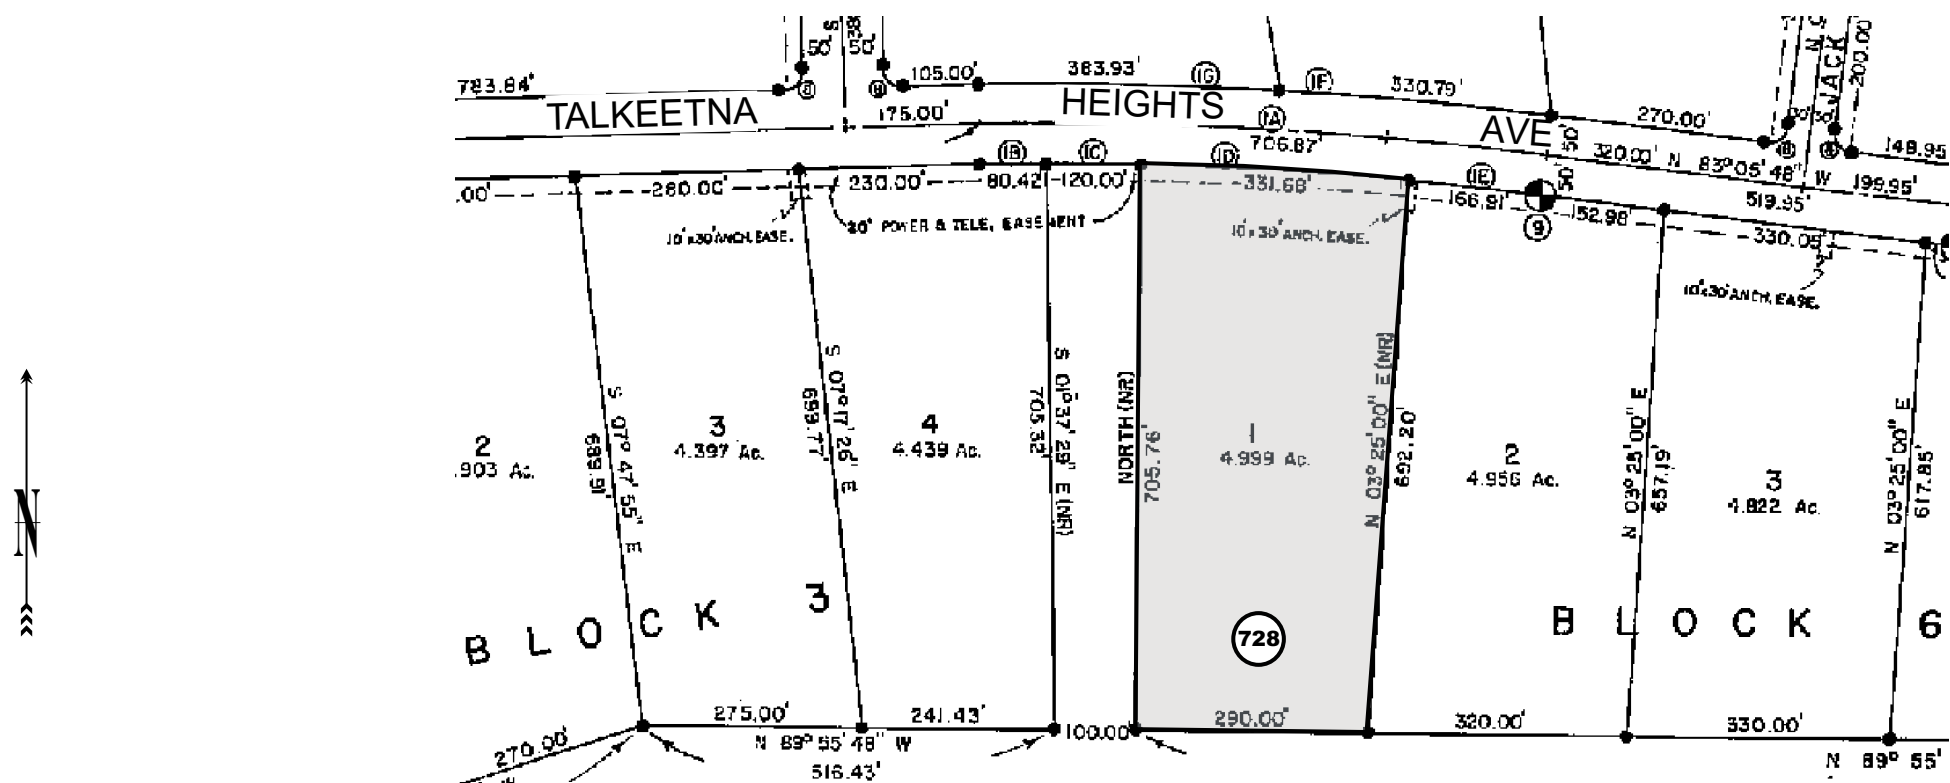 50' 50'
783.84'
105.00'
383.93'
1G
1F
330.79'
270.00'
JACK
200.00'
TALKEETNA HEIGHTS AVE
175.00'
1A
706.87'
50'
50'
320.00' N 83°05'48" W
148.95
199.95'
519.95'
1B
1C
1D
1E
.00'
280.00'
230.00'
80.42'
120.00'
331.68'
166.91'
152.98'
330.05'
9
10'x30' ANCH. EASE.
20' POWER & TELE. EASEMENT
10'x30' ANCH. EASE.
10'x30' ANCH. EASE.
S 07°47'55" E
689.91'
S 07°17'26" E
699.77'
S 01°37'29" E (NR)
705.32'
NORTH (NR)
705.76'
N 03°25'00" E (NR)
692.20'
N 03°25'00" E
657.19'
N 03°25'00" E
617.85'
2
.903 Ac.
3
4.397 Ac.
4
4.439 Ac.
1
4.999 Ac.
2
4.956 Ac.
3
4.822 Ac.
N
BLOCK 3
728
BLOCK 6
270.00'
275.00'
241.43'
100.00'
290.00'
320.00'
330.00'
N 89°55'48" W
516.43'
N 89°55'